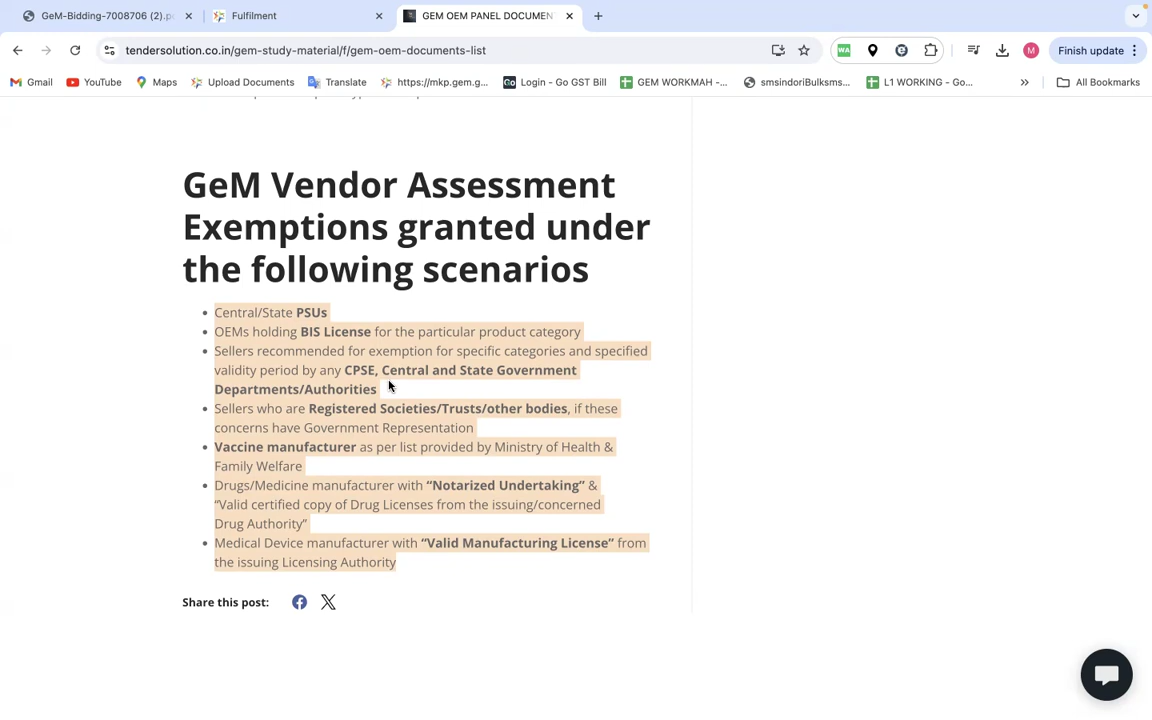 GeM-Bidding-7008706 (2).p
Fulfilment
GEM OEM PANEL DOCUMEN
tendersolution.co.in/gem-study-material/f/gem-oem-documents-list
Finish update
Gmail
YouTube
Maps
Upload Documents
Translate
https://mkp.gem.g...
Login - Go GST Bill
GEM WORKMAH -...
smsindoriBulksms...
L1 WORKING - Go...
»
All Bookmarks
WA
M
GeM Vendor Assessment
Exemptions granted under
the following scenarios
• Central/State PSUs
• OEMs holding BIS License for the particular product category
• Sellers recommended for exemption for specific categories and specified
validity period by any CPSE, Central and State Government
Departments/Authorities
• Sellers who are Registered Societies/Trusts/other bodies, if these
concerns have Government Representation
• Vaccine manufacturer as per list provided by Ministry of Health &
Family Welfare
• Drugs/Medicine manufacturer with “Notarized Undertaking” &
“Valid certified copy of Drug Licenses from the issuing/concerned
Drug Authority”
• Medical Device manufacturer with “Valid Manufacturing License” from
the issuing Licensing Authority
Share this post: